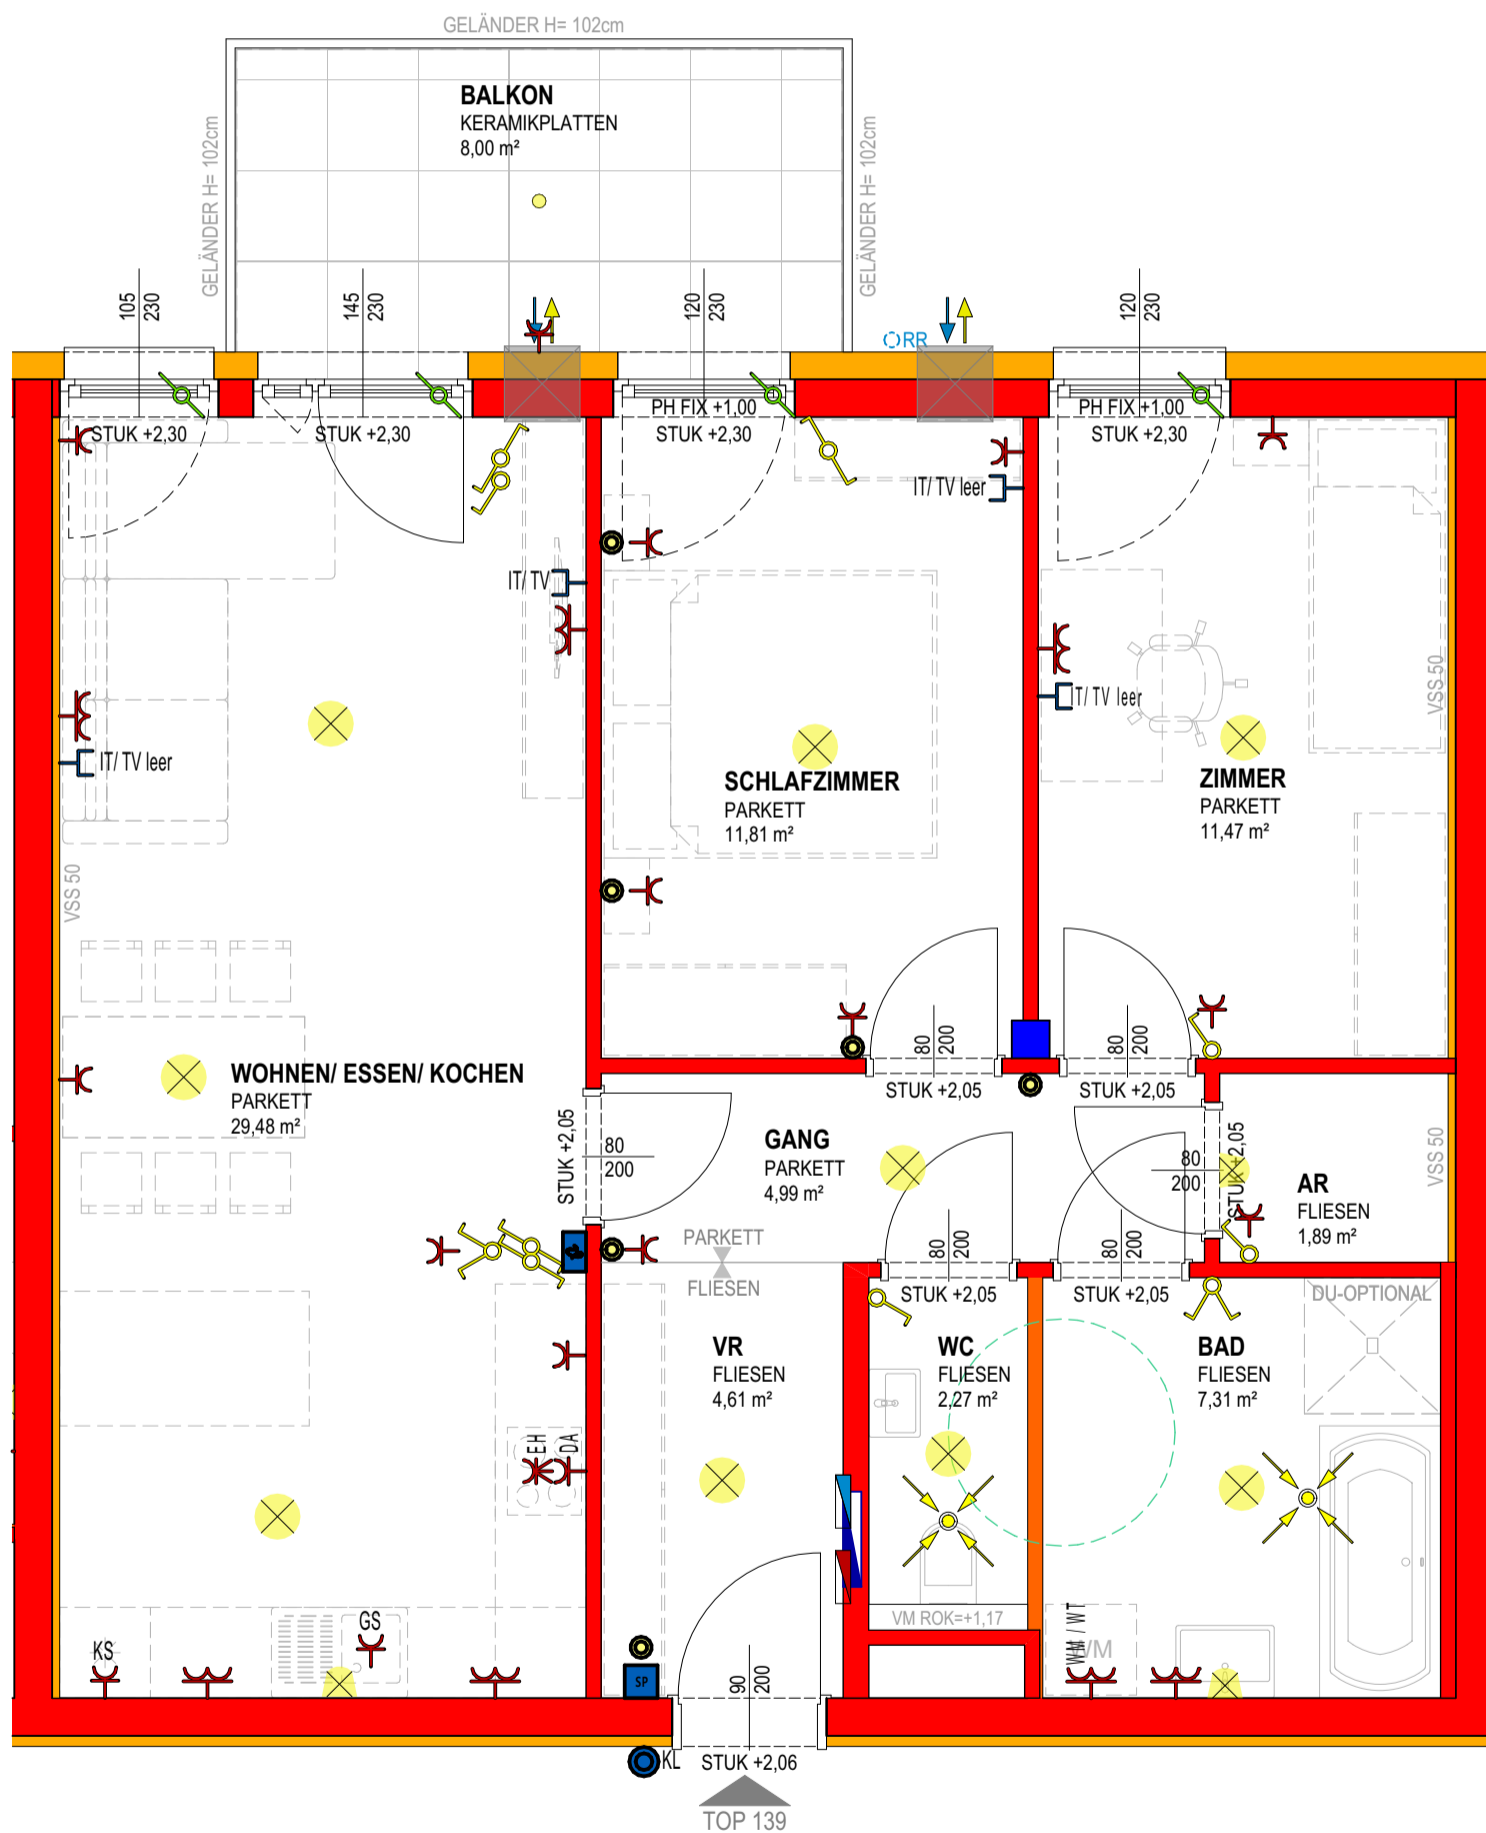 GELÄNDER H= 102cm
BALKON
KERAMIKPLATTEN
8,00 m²
GELÄNDER H= 102cm
GELÄNDER H= 102cm
105
230
145
230
120
230
120
230
RR
STUK +2,30
STUK +2,30
PH FIX +1,00
STUK +2,30
PH FIX +1,00
STUK +2,30
IT/ TV leer
IT/ TV
IT/ TV leer
IT/ TV leer
VSS 50
SCHLAFZIMMER
PARKETT
11,81 m²
ZIMMER
PARKETT
11,47 m²
VSS 50
80
200
80
200
STUK +2,05
STUK +2,05
WOHNEN/ ESSEN/ KOCHEN
PARKETT
29,48 m²
STUK +2,05
80
200
GANG
PARKETT
4,99 m²
80
200
STUK +2,05
AR
FLIESEN
1,89 m²
VSS 50
PARKETT
FLIESEN
80
200
80
200
STUK +2,05
STUK +2,05
DU-OPTIONAL
VR
FLIESEN
4,61 m²
WC
FLIESEN
2,27 m²
BAD
FLIESEN
7,31 m²
EH
DA
VM ROK=+1,17
WM / WT
WM
KS
GS
SP
90
200
KL
STUK +2,06
TOP 139